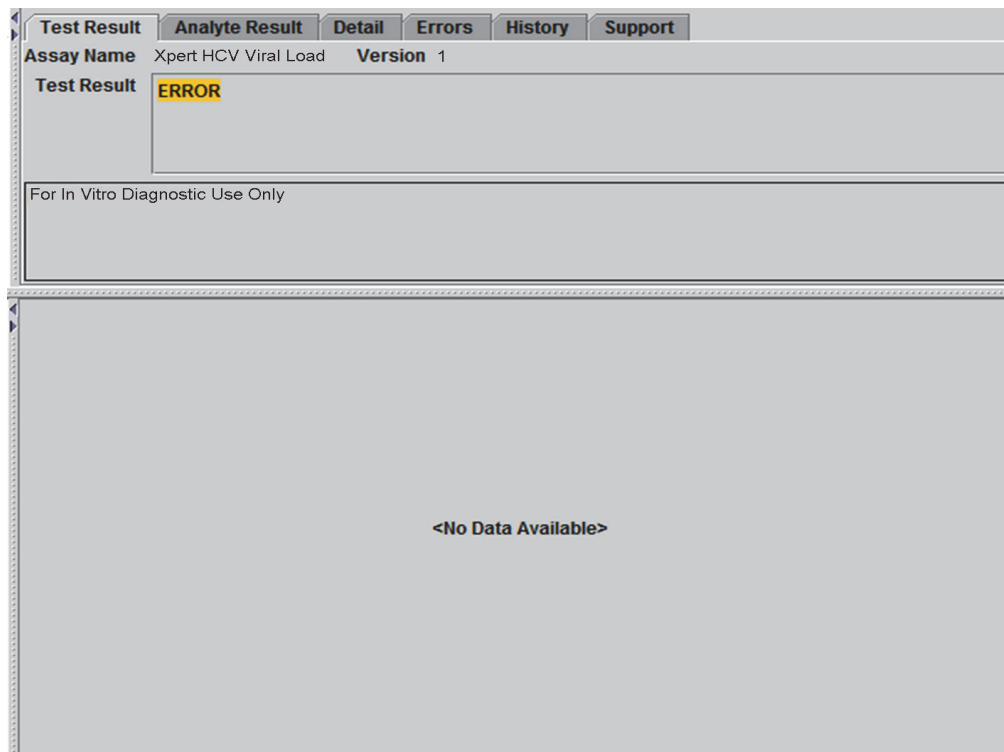 Test Result Analyte Result Detail Errors History Support
Assay Name Xpert HCV Viral Load Version 1
Test Result ERROR
For In Vitro Diagnostic Use Only
<No Data Available>